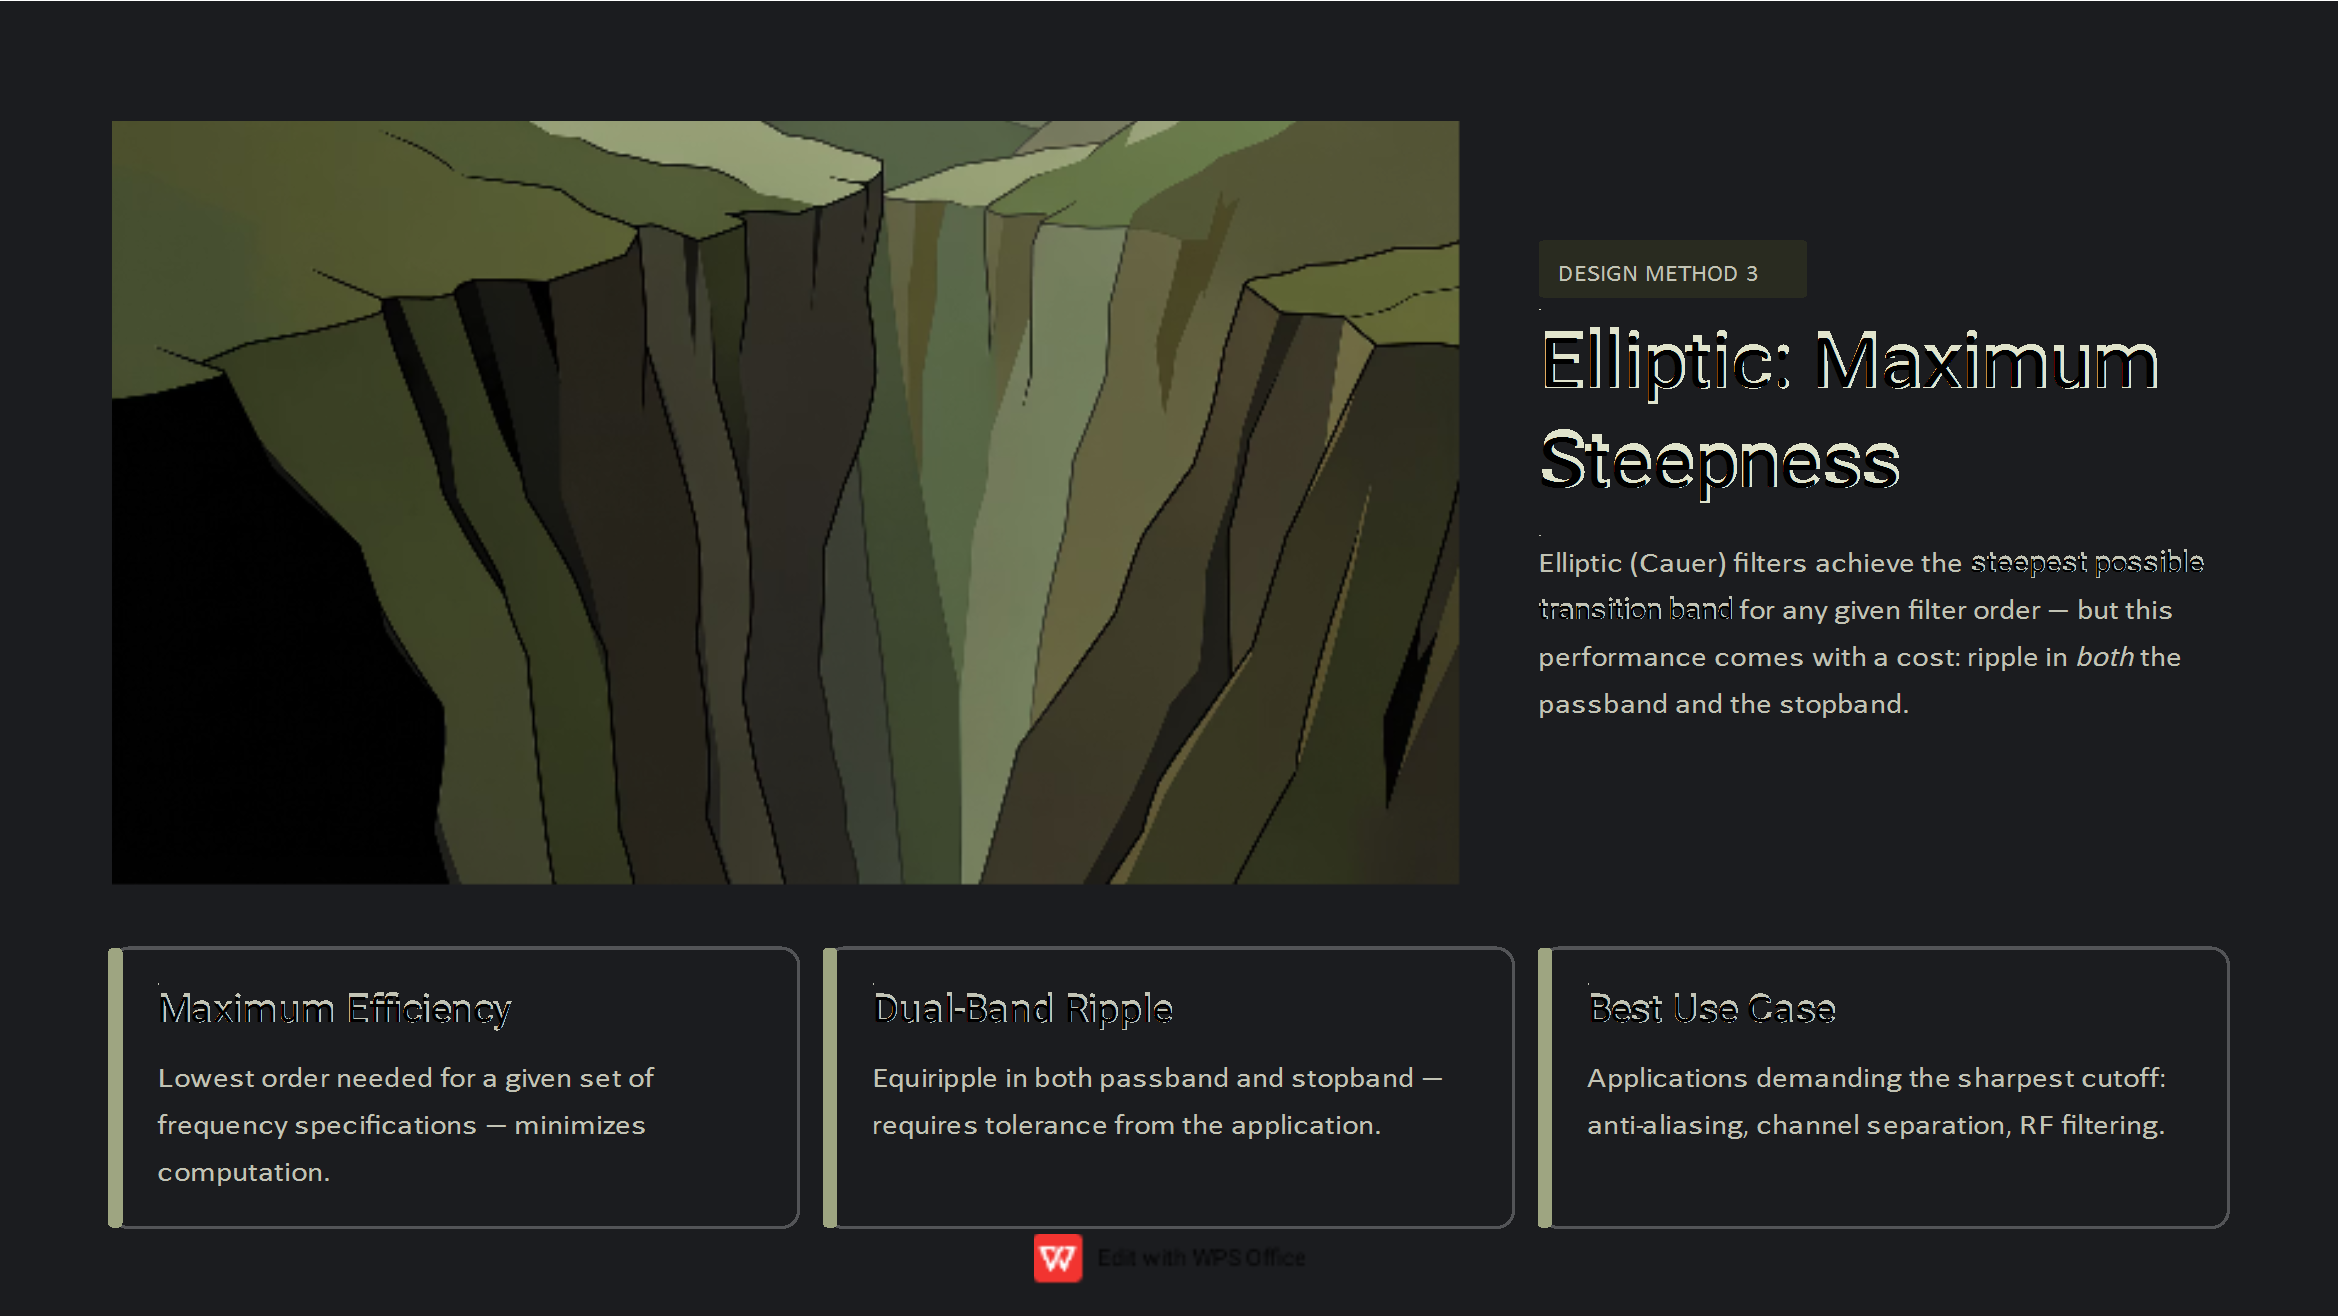 DESIGN METHOD 3
Elliptic: Maximum
Steepness
Elliptic (Cauer) filters achieve the steepest possible
transition band for any given filter order — but this
performance comes with a cost: ripple in both the
passband and the stopband.
Maximum Efficiency
Lowest order needed for a given set of
frequency specifications — minimizes
computation.
Dual-Band Ripple
Equiripple in both passband and stopband —
requires tolerance from the application.
Best Use Case
Applications demanding the sharpest cutoff:
anti-aliasing, channel separation, RF filtering.
Edit with WPS Office